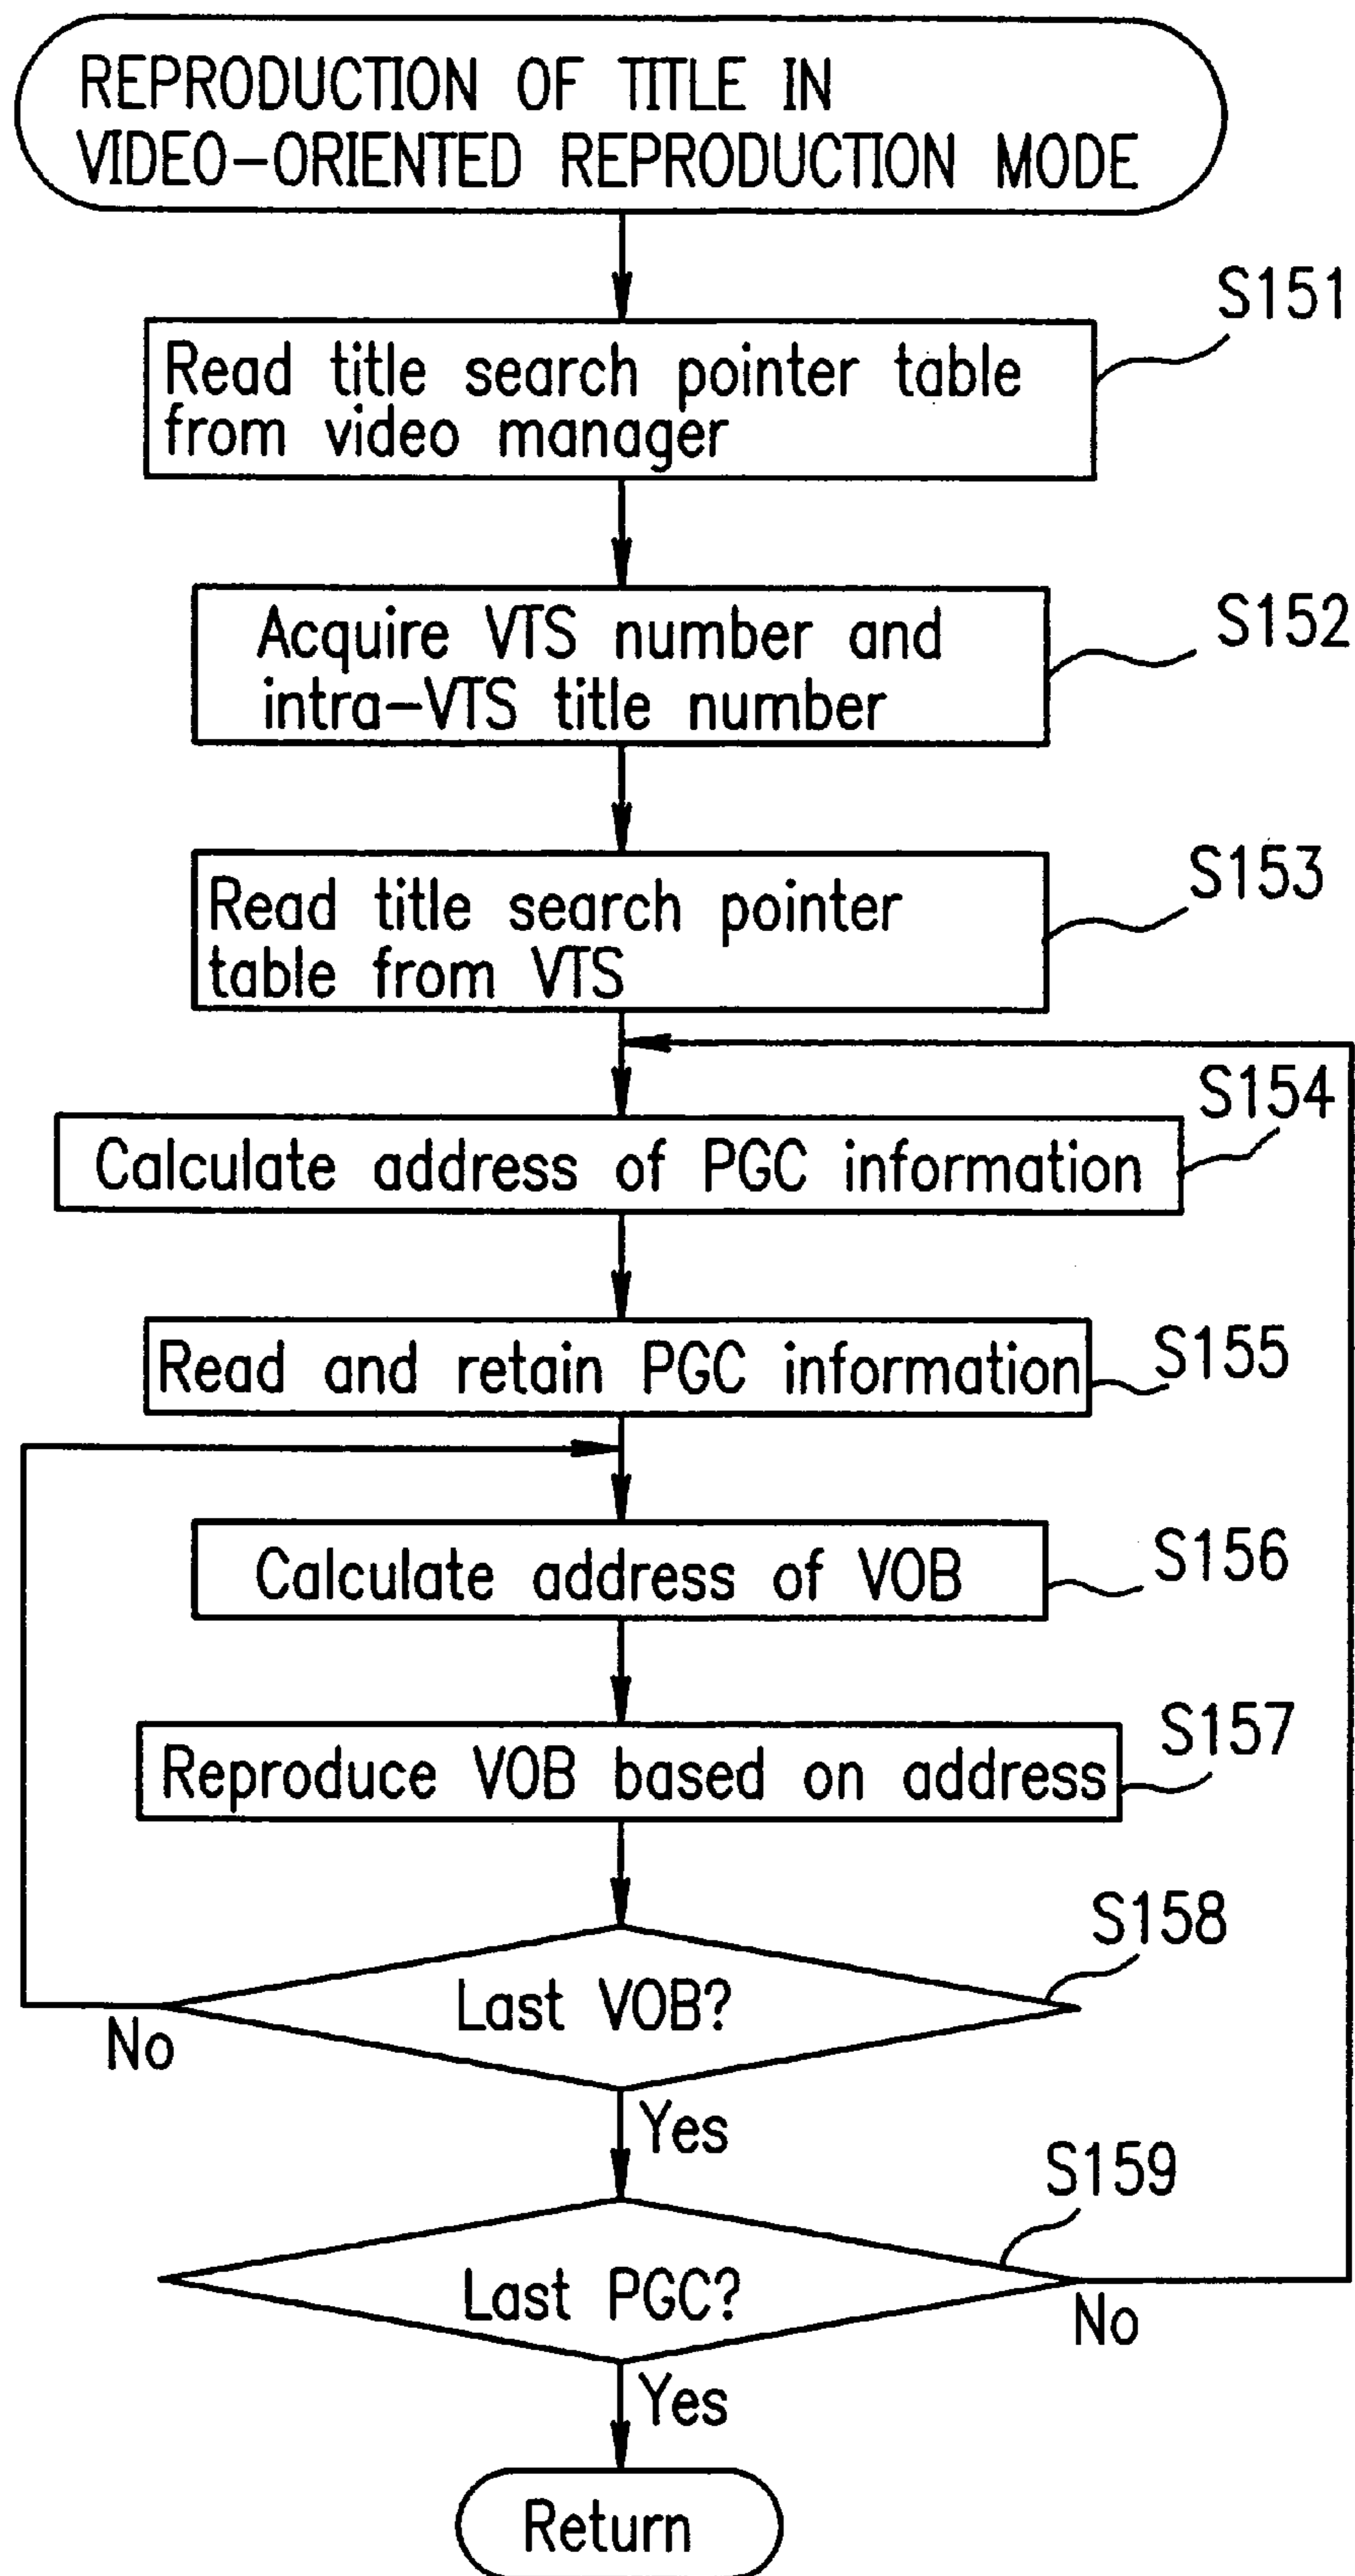 REPRODUCTION OF TITLE IN
VIDEO-ORIENTED REPRODUCTION MODE
S151
Read title search pointer table
from video manager
S152
Acquire VTS number and
intra-VTS title number
S153
Read title search pointer
table from VTS
S154
Calculate address of PGC information
S155
Read and retain PGC information
S156
Calculate address of VOB
S157
Reproduce VOB based on address
S158
Last VOB?
No
Yes
S159
Last PGC?
No
Yes
Return